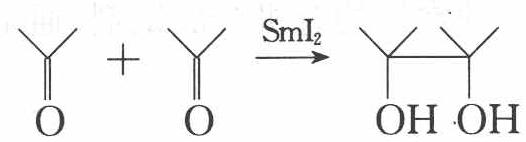 SmI₂
+
O O OH OH